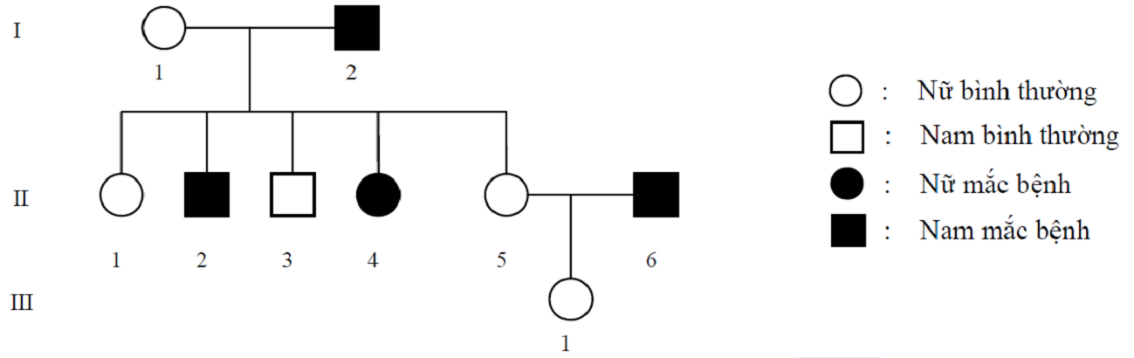 I
1 2
II
1 2 3 4 5 6
III
1
: Nữ bình thường
: Nam bình thường
: Nữ mắc bệnh
: Nam mắc bệnh